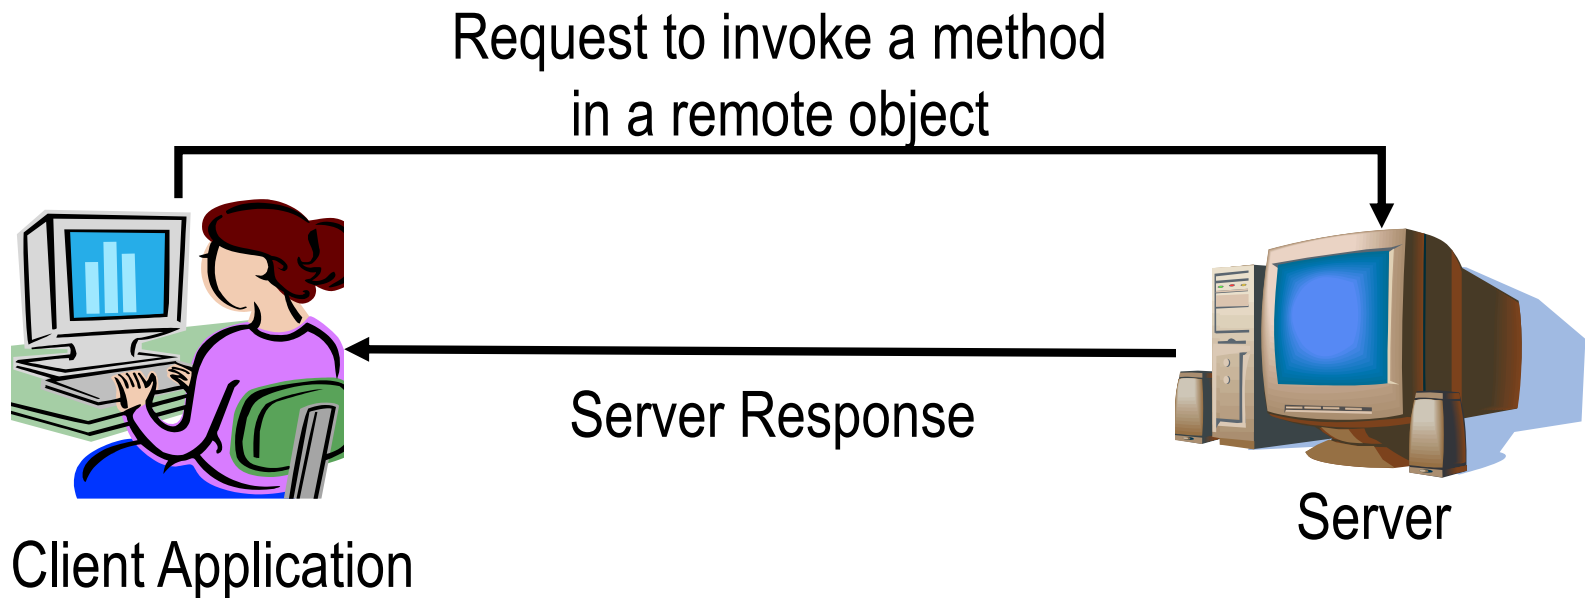 Request to invoke a method
in a remote object
Server Response
Server
Client Application